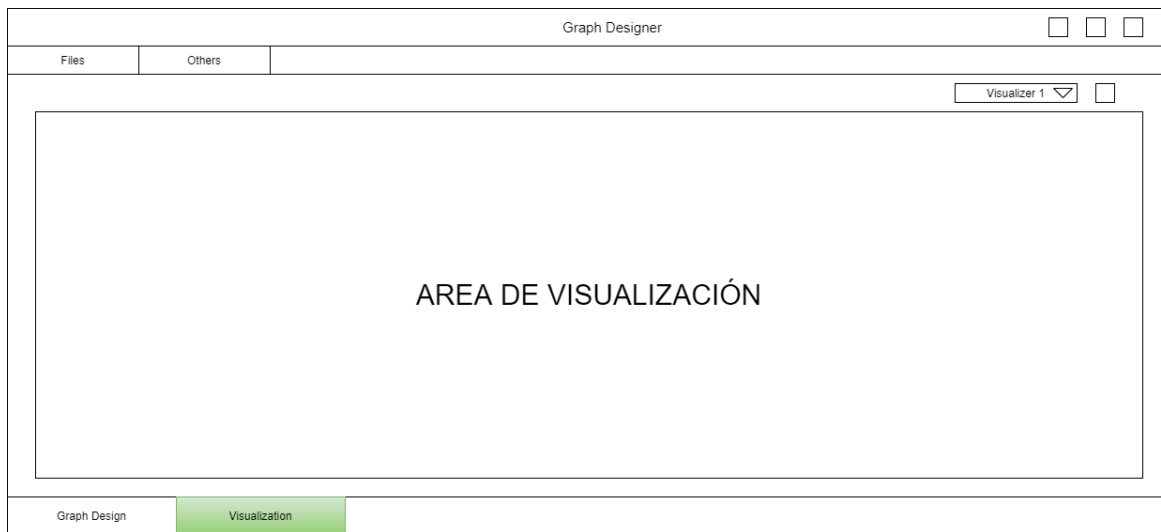 Graph Designer
Files Others
Visualizer 1
AREA DE VISUALIZACIÓN
Graph Design Visualization